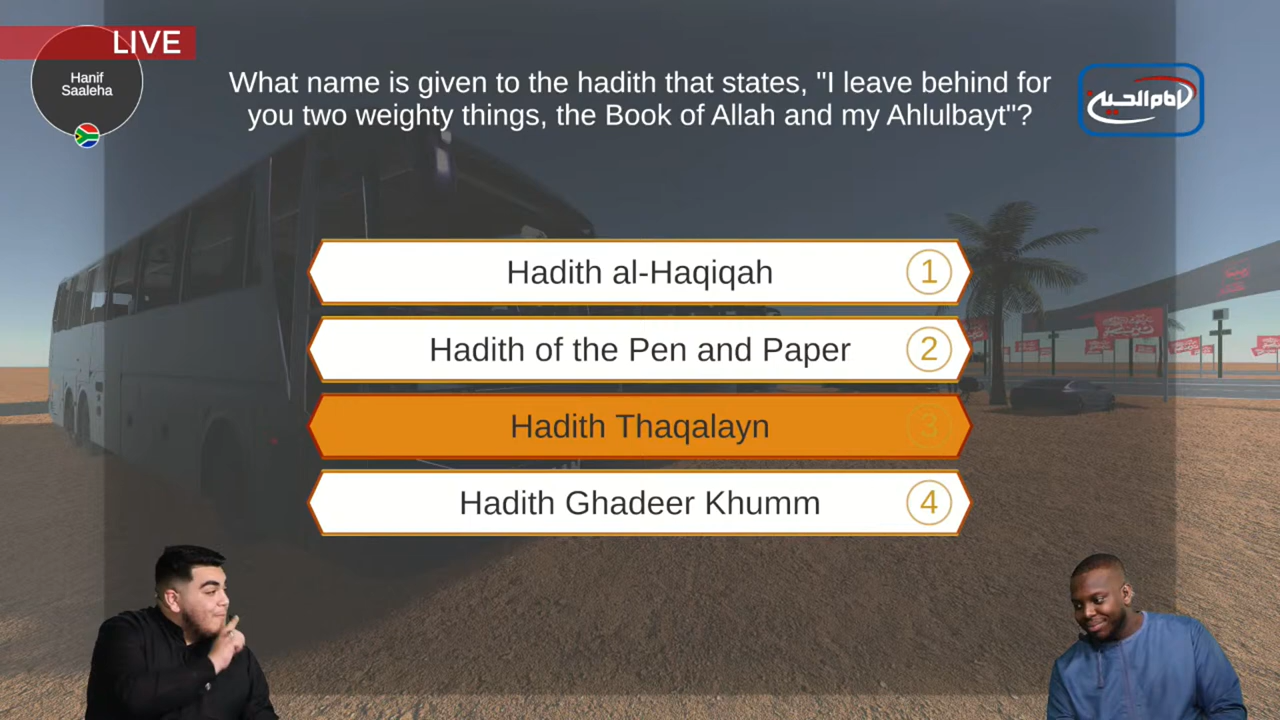 LIVE
Hanif
Saaleha
What name is given to the hadith that states, "I leave behind for
you two weighty things, the Book of Allah and my Ahlulbayt"?
امام الحسین
Hadith al-Haqiqah 1
Hadith of the Pen and Paper 2
Hadith Thaqalayn 3
Hadith Ghadeer Khumm 4